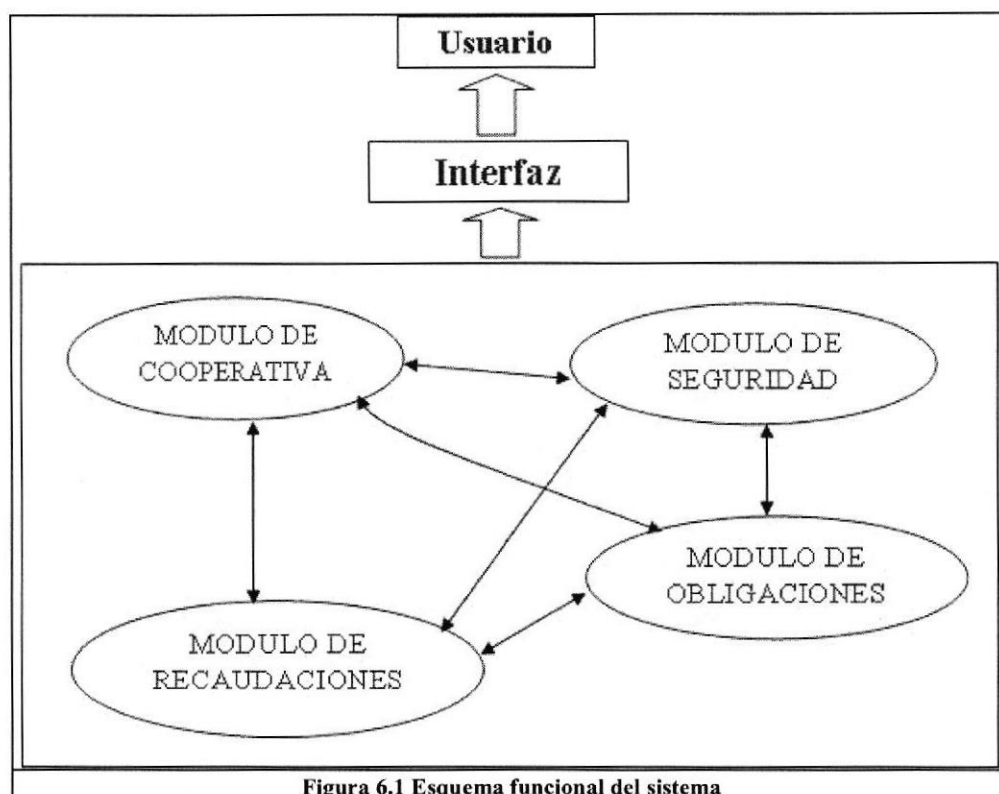 Usuario
Interfaz
MODULO DE
COOPERATIVA
MODULO DE
SEGURIDAD
MODULO DE
OBLIGACIONES
MODULO DE
RECAUDACIONES
Figura 6.1 Esquema funcional del sistema